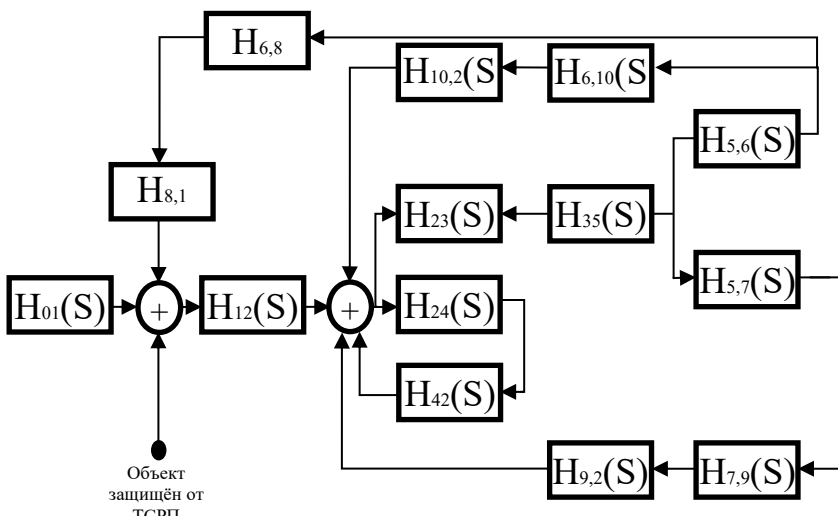 H6,8
H10,2(S
H6,10(S
H5,6(S)
H8,1
H23(S)
H35(S)
H5,7(S)
H01(S)
+
H12(S)
+
H24(S)
H42(S)
H9,2(S)
H7,9(S)
Объект
защищён от
ТСРП